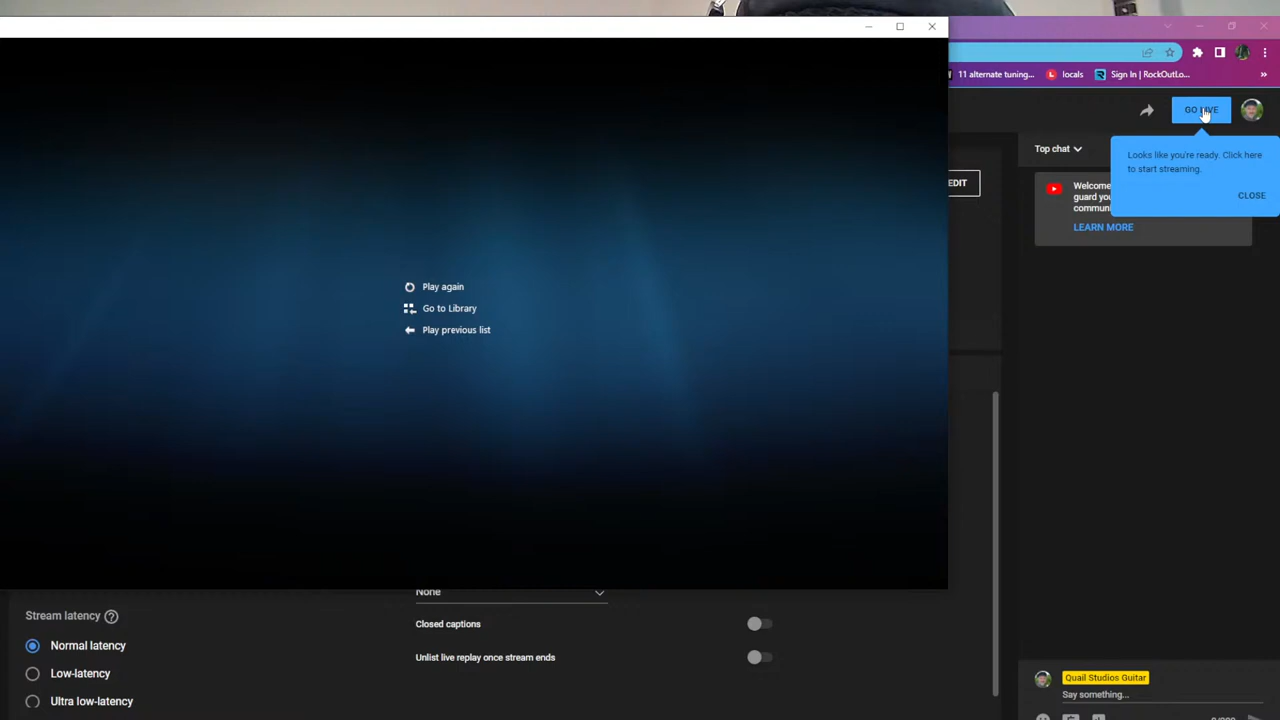 11 alternate tuning...
locals
Sign In | RockOutLo...
»
GO LIVE
Top chat
Looks like you're ready. Click here
to start streaming.
CLOSE
EDIT
Welcome
guard you
communi
LEARN MORE
Play again
Go to Library
Play previous list
None
Stream latency
Closed captions
Normal latency
Unlist live replay once stream ends
Low-latency
Ultra low-latency
Quail Studios Guitar
Say something...